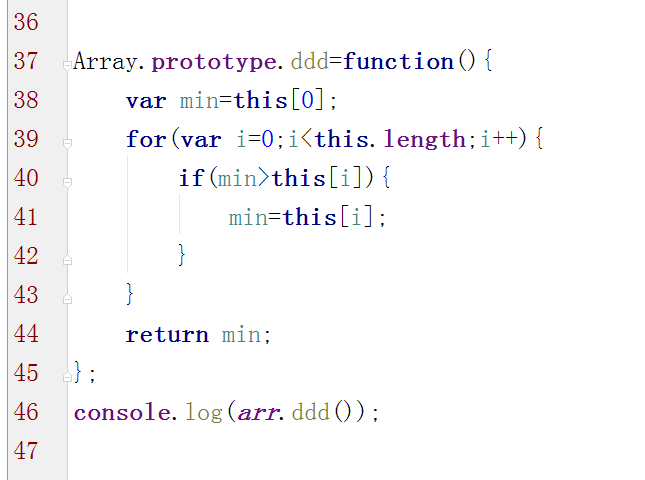 36
37 Array.prototype.ddd=function(){
38     var min=this[0];
39     for(var i=0;i<this.length;i++){
40         if(min>this[i]){
41             min=this[i];
42         }
43     }
44     return min;
45 };
46 console.log(arr.ddd());
47